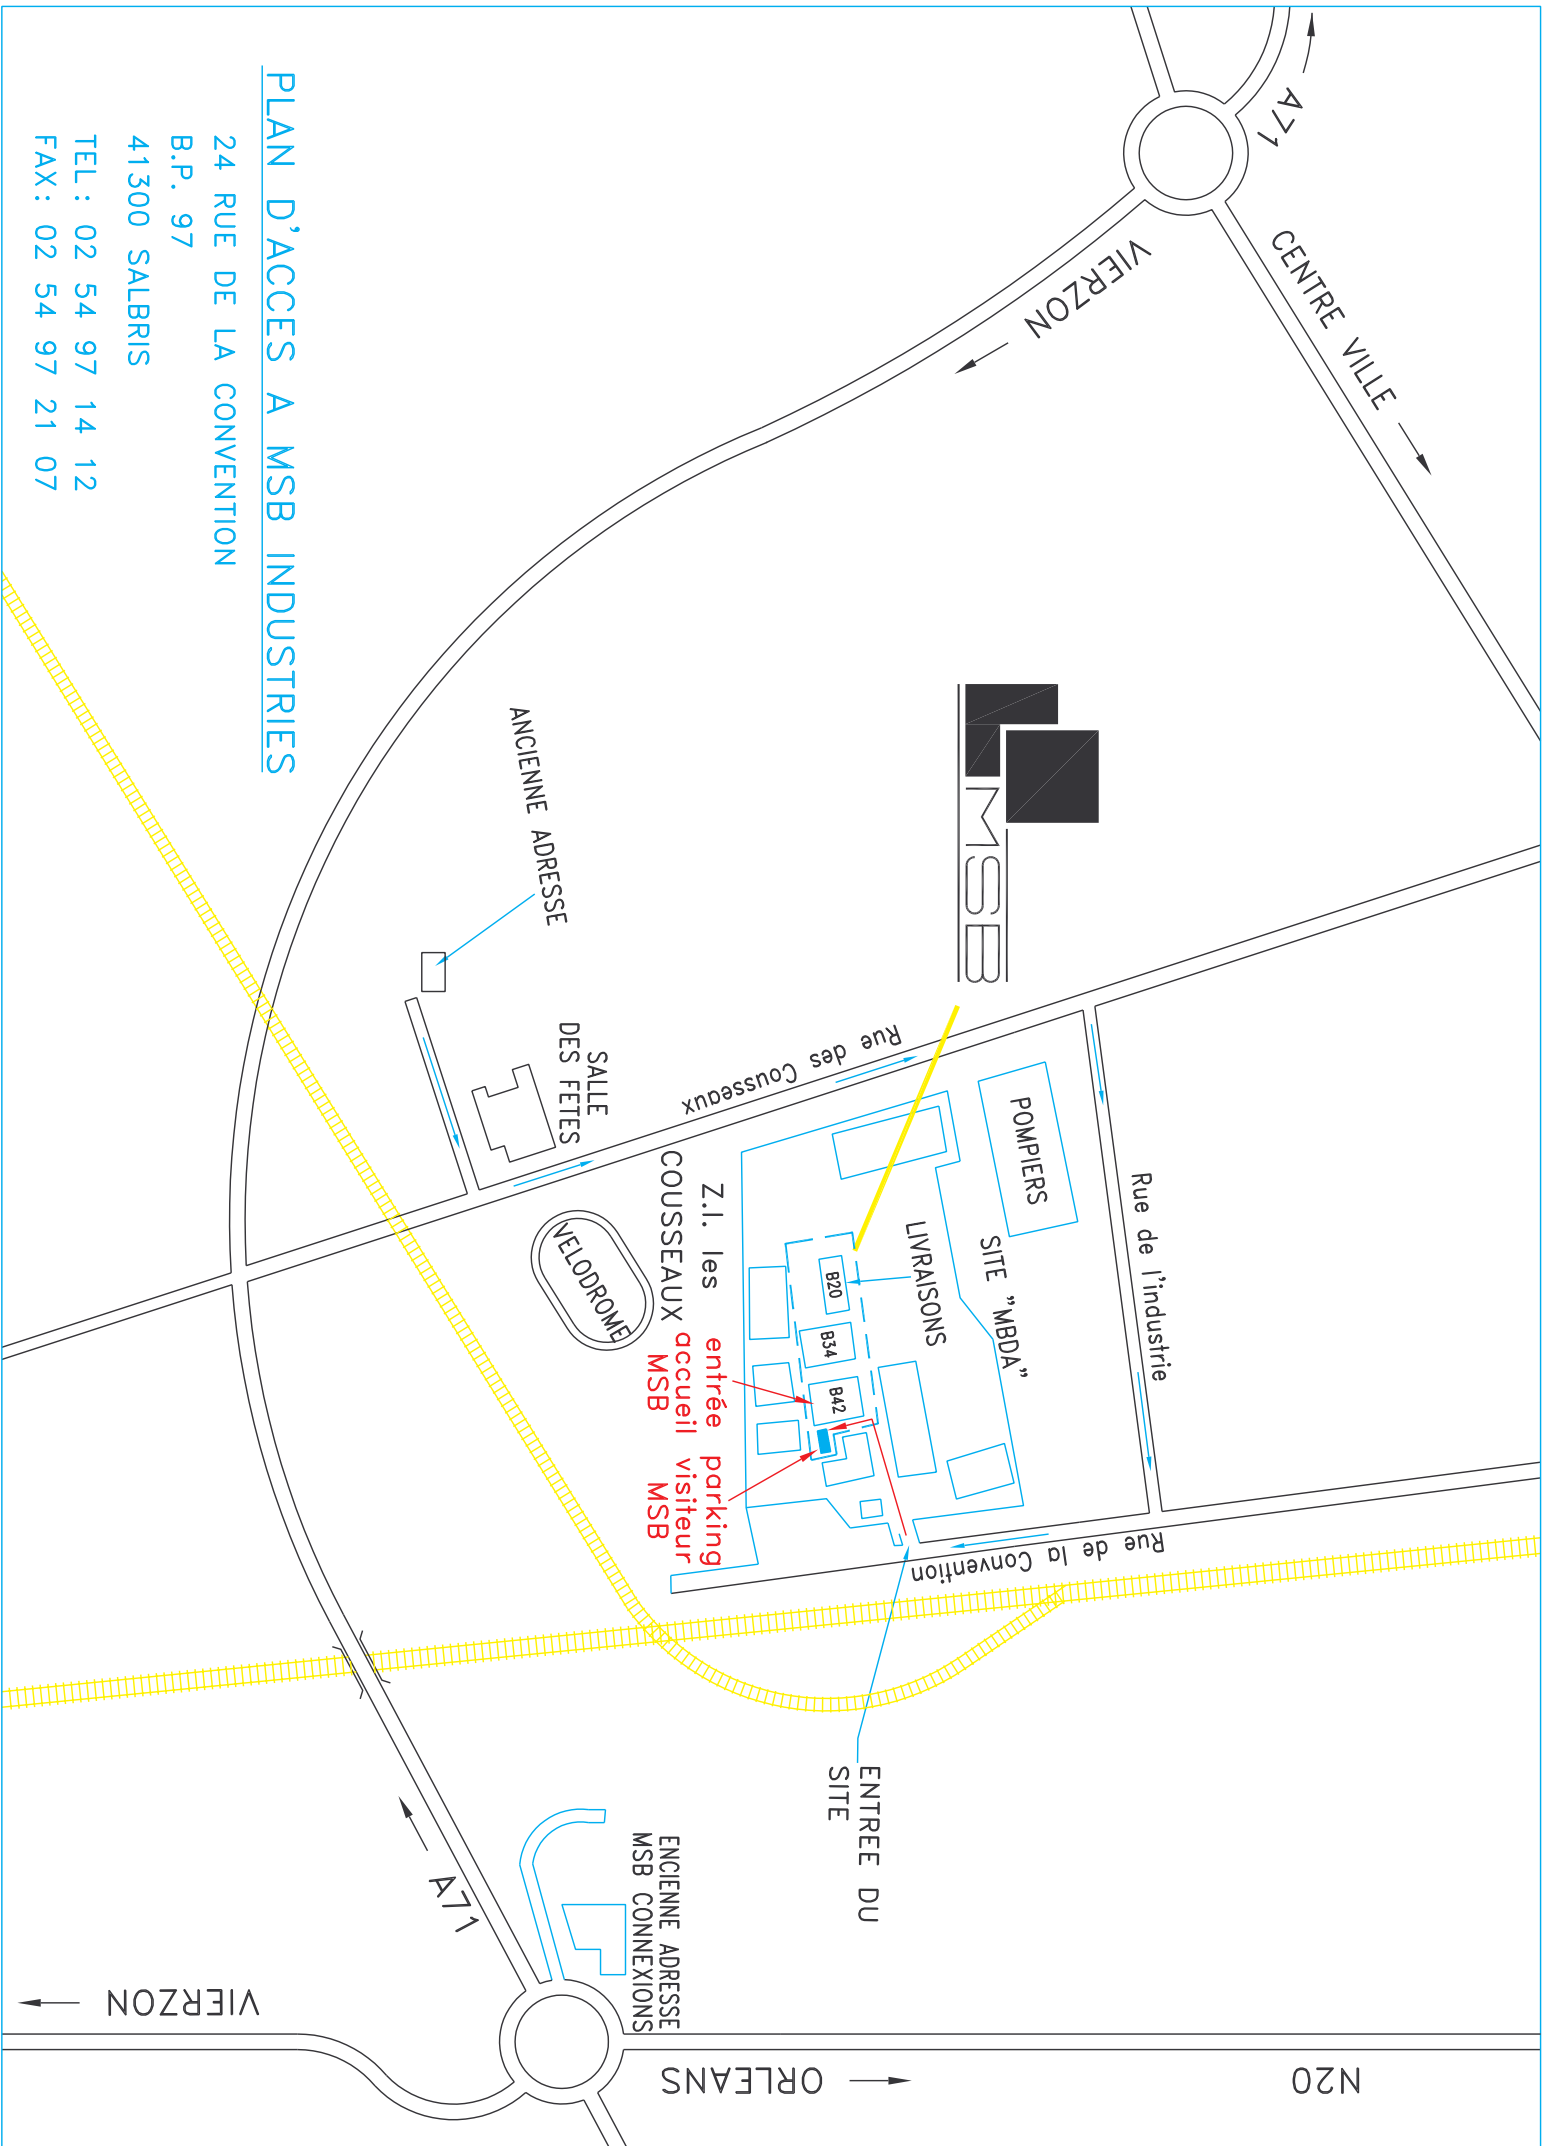 A71
CENTRE VILLE
VIERZON
MSB
POMPIERS
Rue de l'industrie
Rue des Cousseaux
SITE "MBDA"
LIVRAISONS
B20
B34
B42
Z.I. les
COUSSEAUX
entrée
accueil
MSB
parking
visiteur
MSB
Rue de la Convention
ENTREE DU
SITE
ANCIENNE ADRESSE
SALLE
DES FETES
VELODROME
ENCIENNE ADRESSE
MSB CONNEXIONS
A71
N20
ORLEANS
VIERZON
PLAN D'ACCES A MSB INDUSTRIES
24 RUE DE LA CONVENTION
B.P. 97
41300 SALBRIS
TEL: 02 54 97 14 12
FAX: 02 54 97 21 07